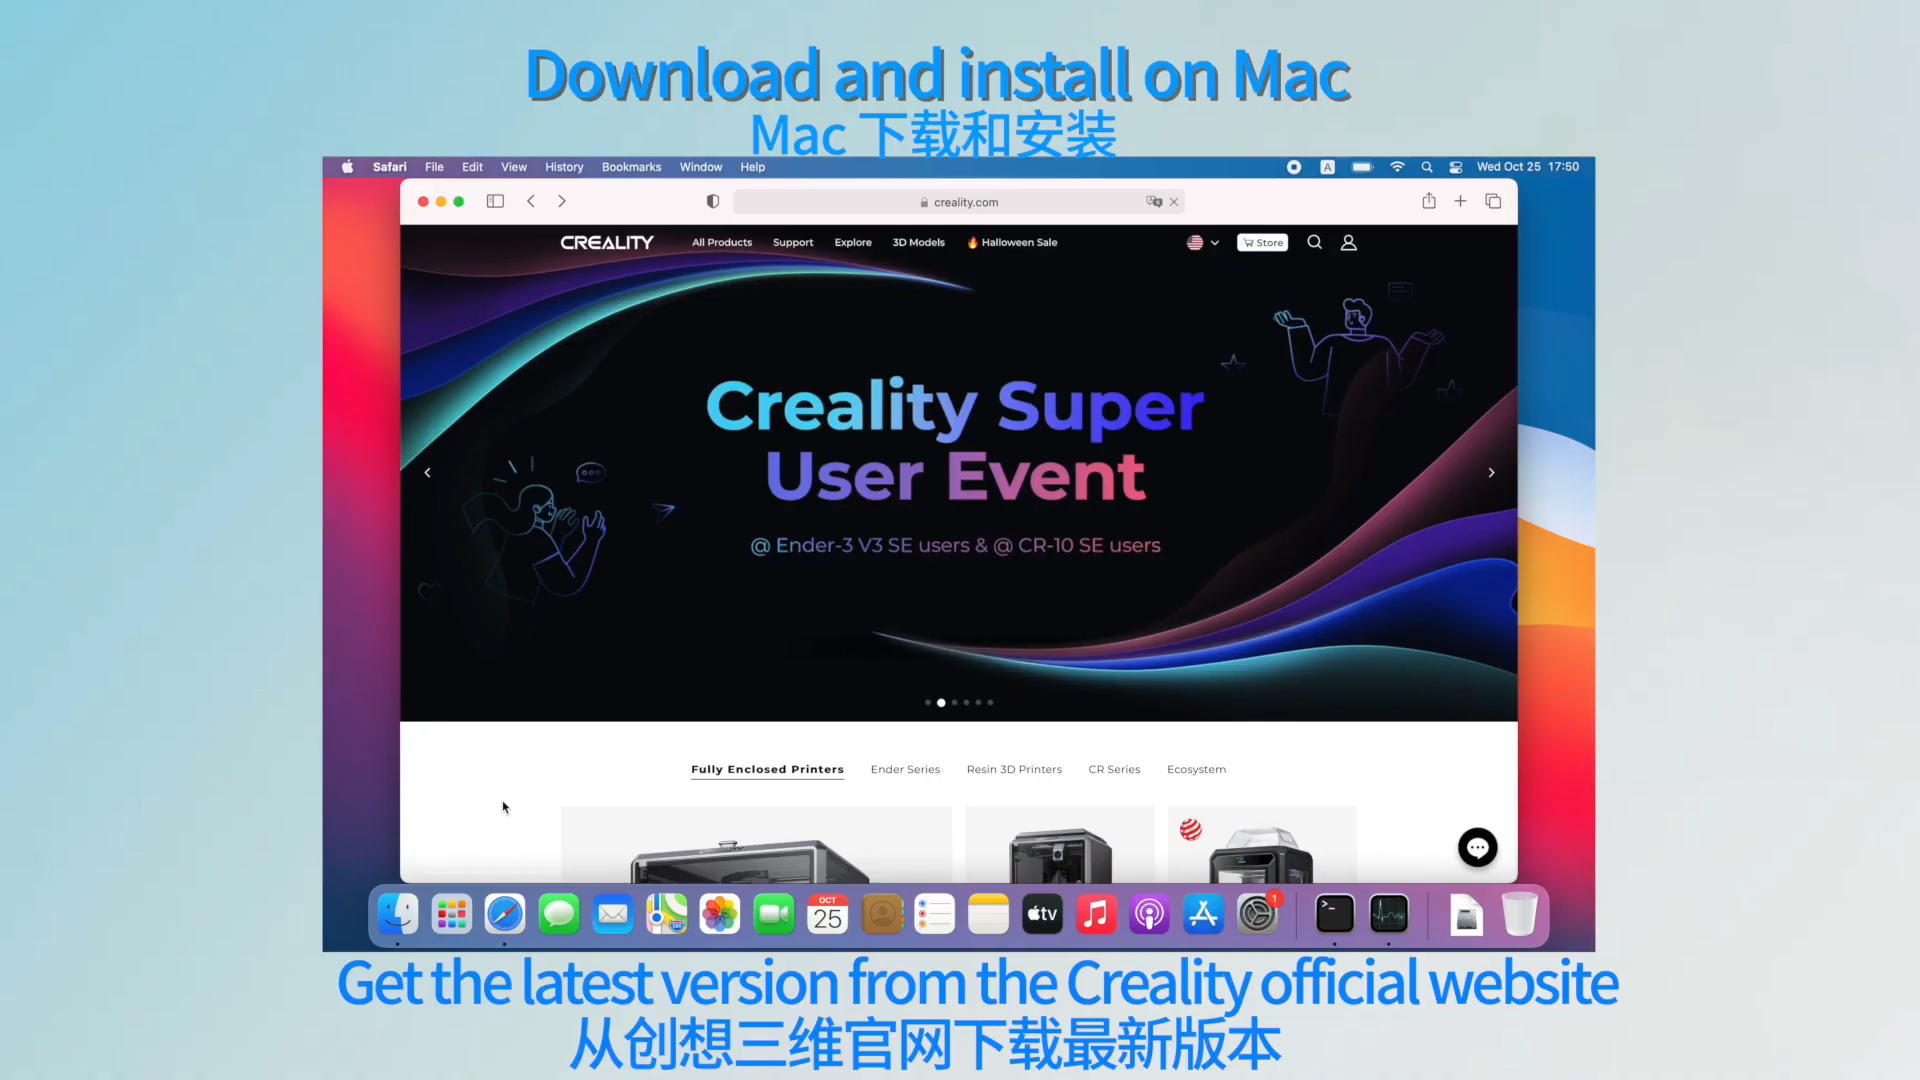 Download and install on Mac
Mac 下载和安装
Safari File Edit View History Bookmarks Window Help
A
Wed Oct 25 17:50
creality.com
CREALITY
All Products Support Explore 3D Models Halloween Sale
Store
Creality Super
User Event
@ Ender-3 V3 SE users & @ CR-10 SE users
Fully Enclosed Printers Ender Series Resin 3D Printers CR Series Ecosystem
OCT
25
tv
1
>_
Get the latest version from the Creality official website
从创想三维官网下载最新版本